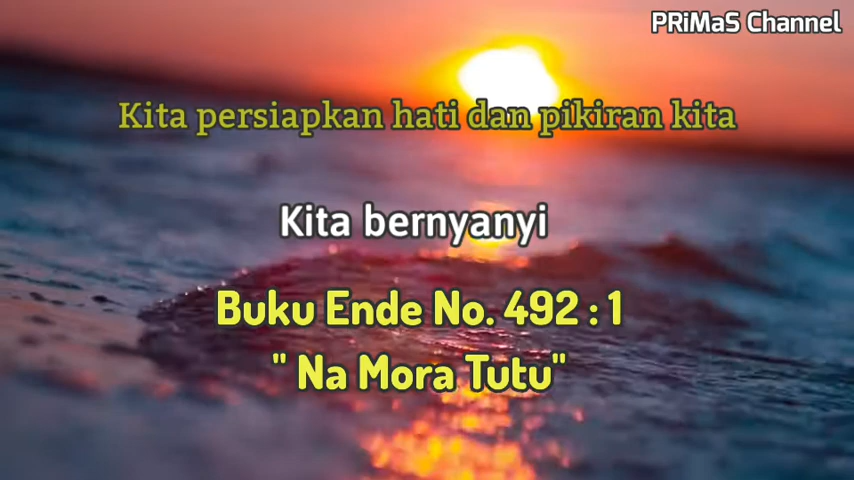 PRiMaS Channel
Kita persiapkan hati dan pikiran kita
Kita bernyanyi
Buku Ende No. 492 : 1
" Na Mora Tutu"